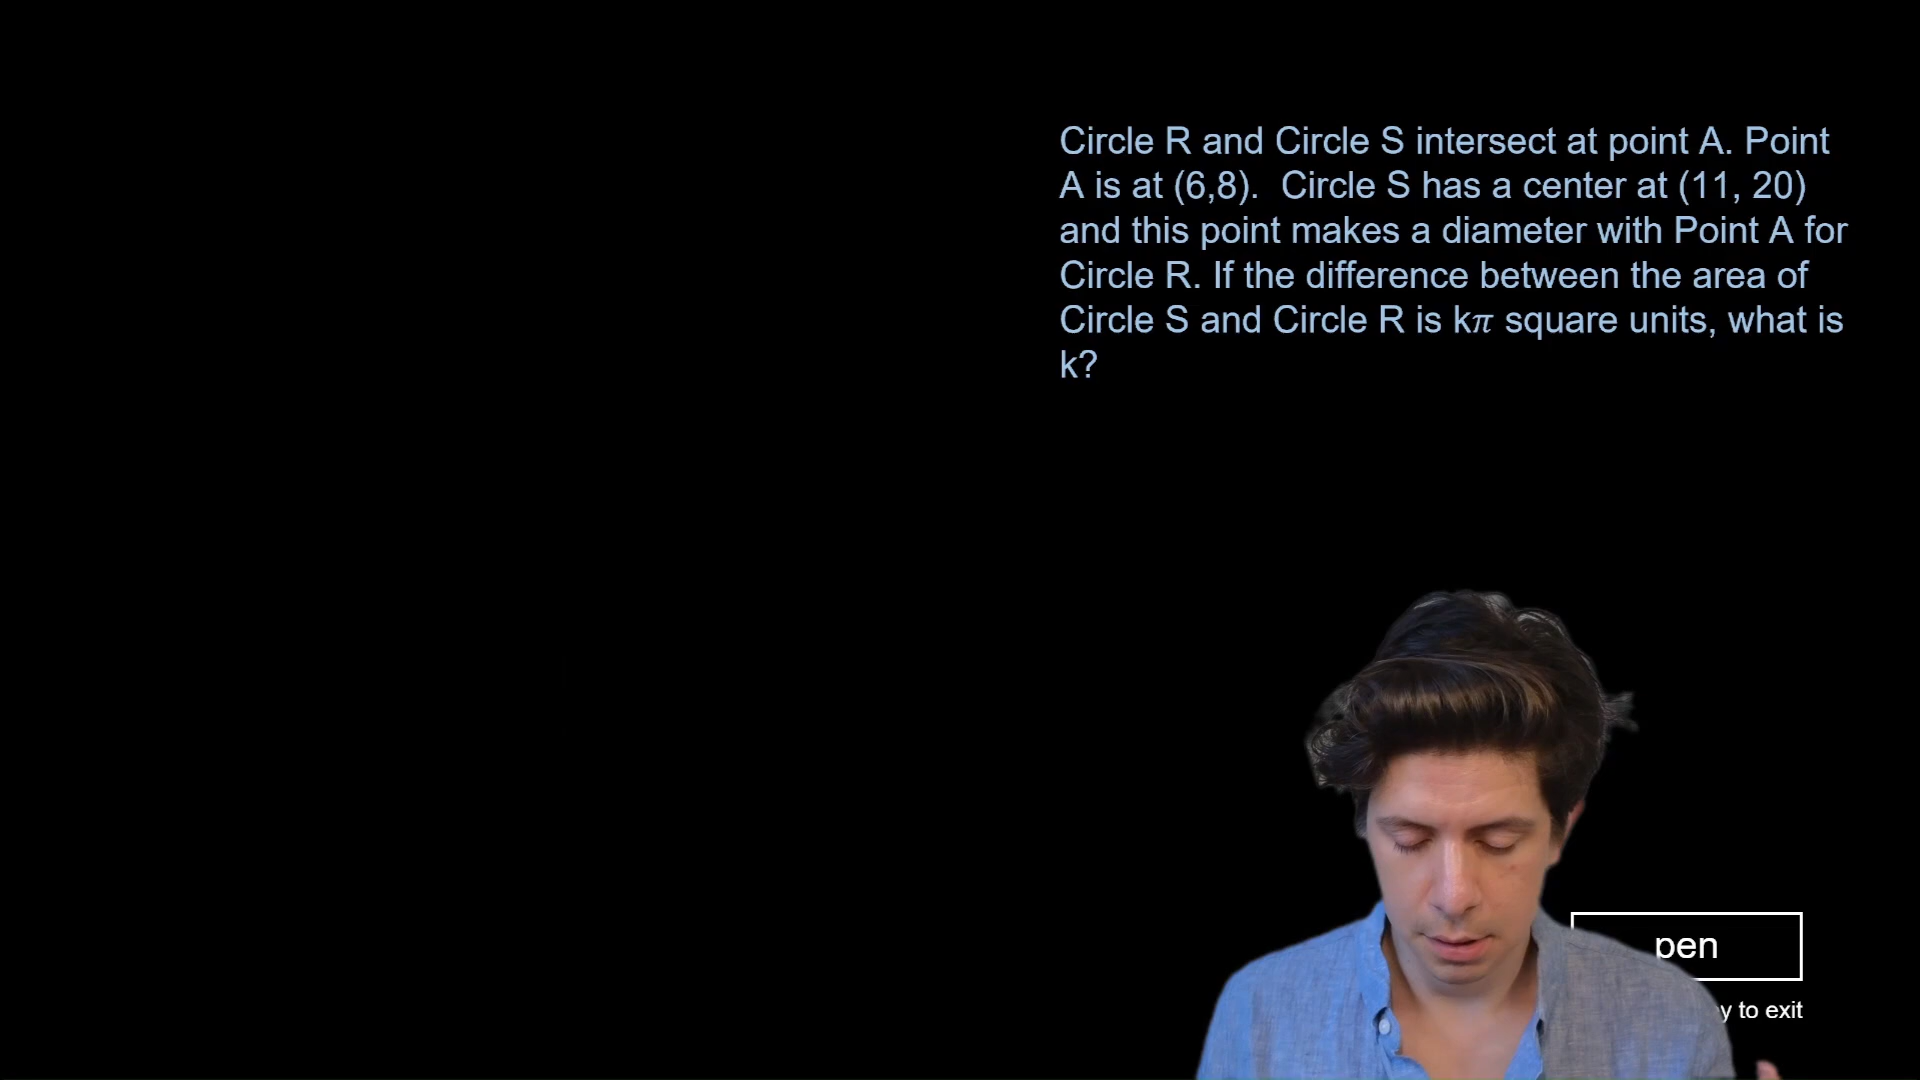 Circle R and Circle S intersect at point A. Point
A is at (6,8).  Circle S has a center at (11, 20)
and this point makes a diameter with Point A for
Circle R. If the difference between the area of
Circle S and Circle R is kπ square units, what is
k?
pen
to exit